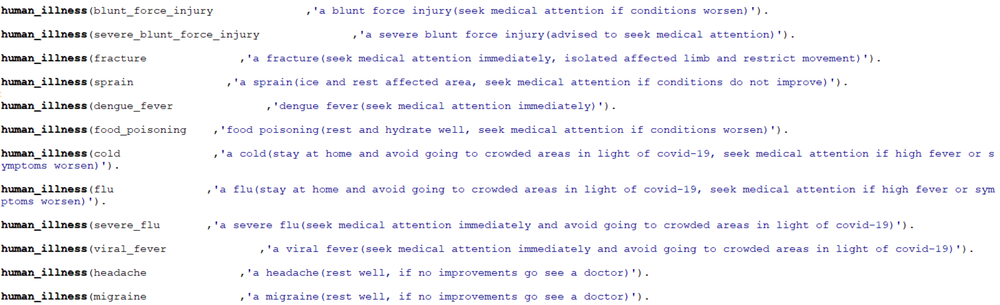 human_illness(blunt_force_injury              ,'a blunt force injury(seek medical attention if conditions worsen)').
human_illness(severe_blunt_force_injury              ,'a severe blunt force injury(advised to seek medical attention)').
human_illness(fracture              ,'a fracture(seek medical attention immediately, isolated affected limb and restrict movement)').
human_illness(sprain              ,'a sprain(ice and rest affected area, seek medical attention if conditions do not improve)').
human_illness(dengue_fever              ,'dengue fever(seek medical attention immediately)').
human_illness(food_poisoning    ,'food poisoning(rest and hydrate well, seek medical attention if conditions worsen)').
human_illness(cold              ,'a cold(stay at home and avoid going to crowded areas in light of covid-19, seek medical attention if high fever or s
ymptoms worsen)').
human_illness(flu              ,'a flu(stay at home and avoid going to crowded areas in light of covid-19, seek medical attention if high fever or sym
ptoms worsen)').
human_illness(severe_flu       ,'a severe flu(seek medical attention immediately and avoid going to crowded areas in light of covid-19)').
human_illness(viral_fever              ,'a viral fever(seek medical attention immediately and avoid going to crowded areas in light of covid-19)').
human_illness(headache              ,'a headache(rest well, if no improvements go see a doctor)').
human_illness(migraine              ,'a migraine(rest well, if no improvements go see a doctor)').